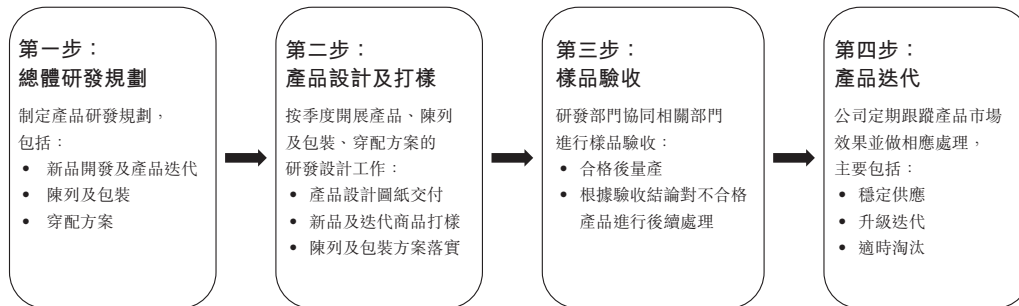 第一步：
總體研發規劃
制定產品研發規劃，
包括：
• 新品開發及產品迭代
• 陳列及包裝
• 穿配方案
第二步：
產品設計及打樣
按季度開展產品、陳列
及包裝、穿配方案的
研發設計工作：
• 產品設計圖紙交付
• 新品及迭代商品打樣
• 陳列及包裝方案落實
第三步：
樣品驗收
研發部門協同相關部門
進行樣品驗收：
• 合格後量產
• 根據驗收結論對不合格
產品進行後續處理
第四步：
產品迭代
公司定期跟蹤產品市場
效果並做相應處理，
主要包括：
• 穩定供應
• 升級迭代
• 適時淘汰